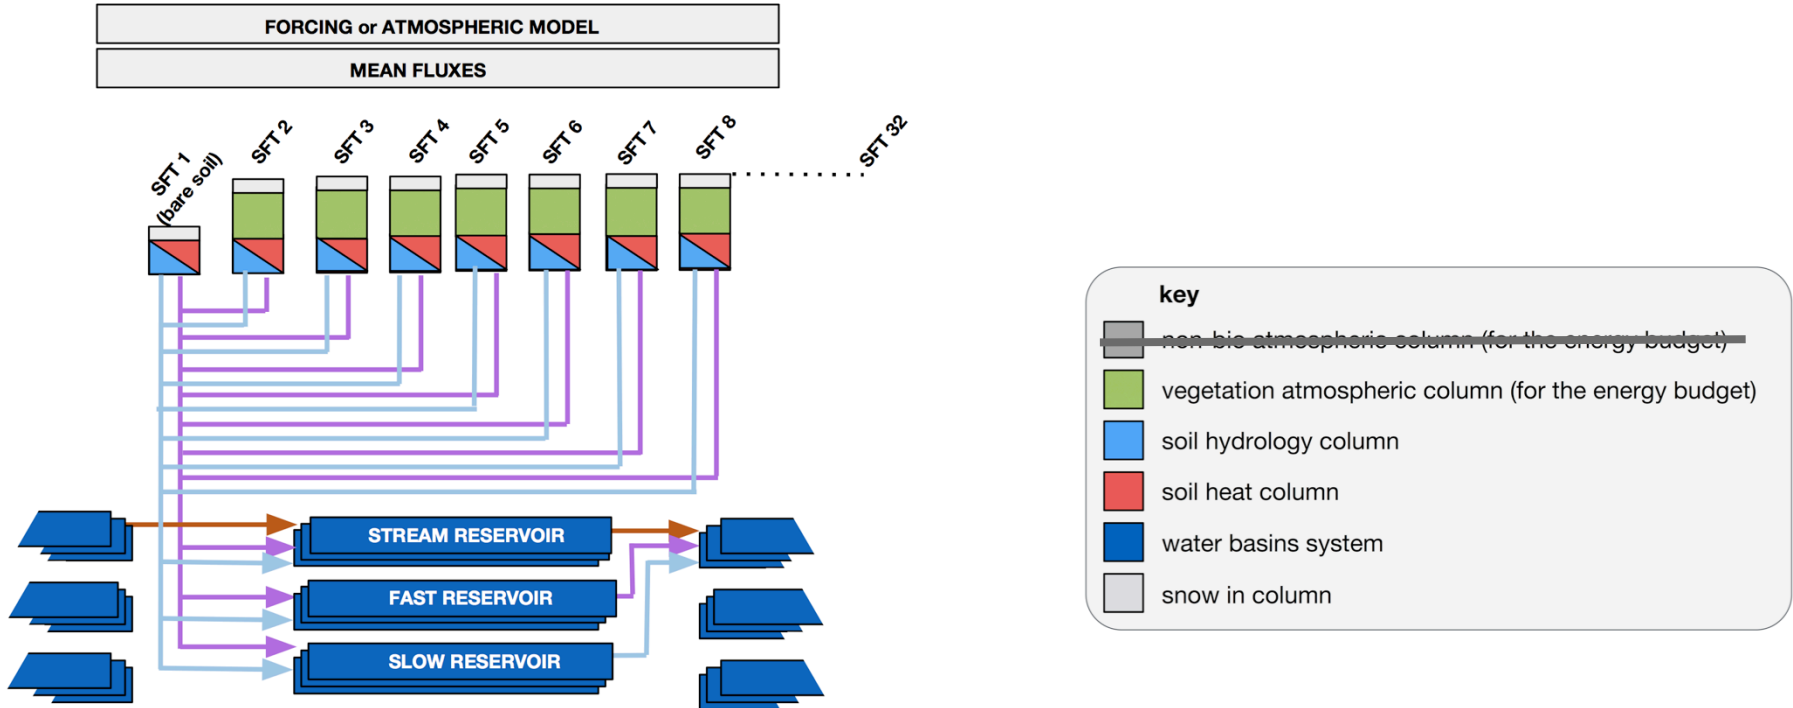 FORCING or ATMOSPHERIC MODEL
MEAN FLUXES
SFT 1
(bare soil)
SFT 2
SFT 3
SFT 4
SFT 5
SFT 6
SFT 7
SFT 8
SFT 32
STREAM RESERVOIR
FAST RESERVOIR
SLOW RESERVOIR
key
non-bio atmospheric column (for the energy budget)
vegetation atmospheric column (for the energy budget)
soil hydrology column
soil heat column
water basins system
snow in column